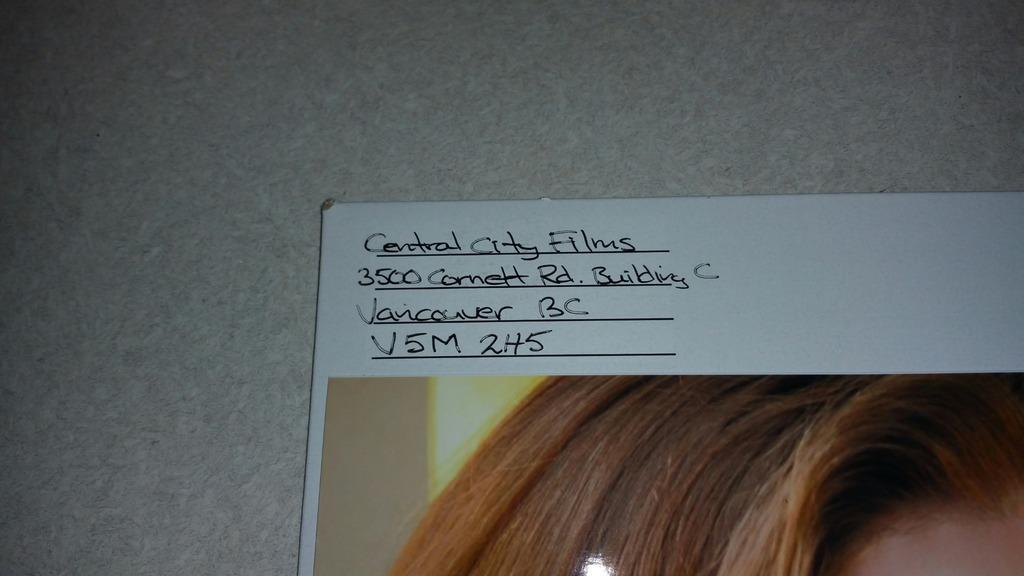 Central City Films
3500 Cornett Rd. Building C
Vancouver BC
V5M 2H5